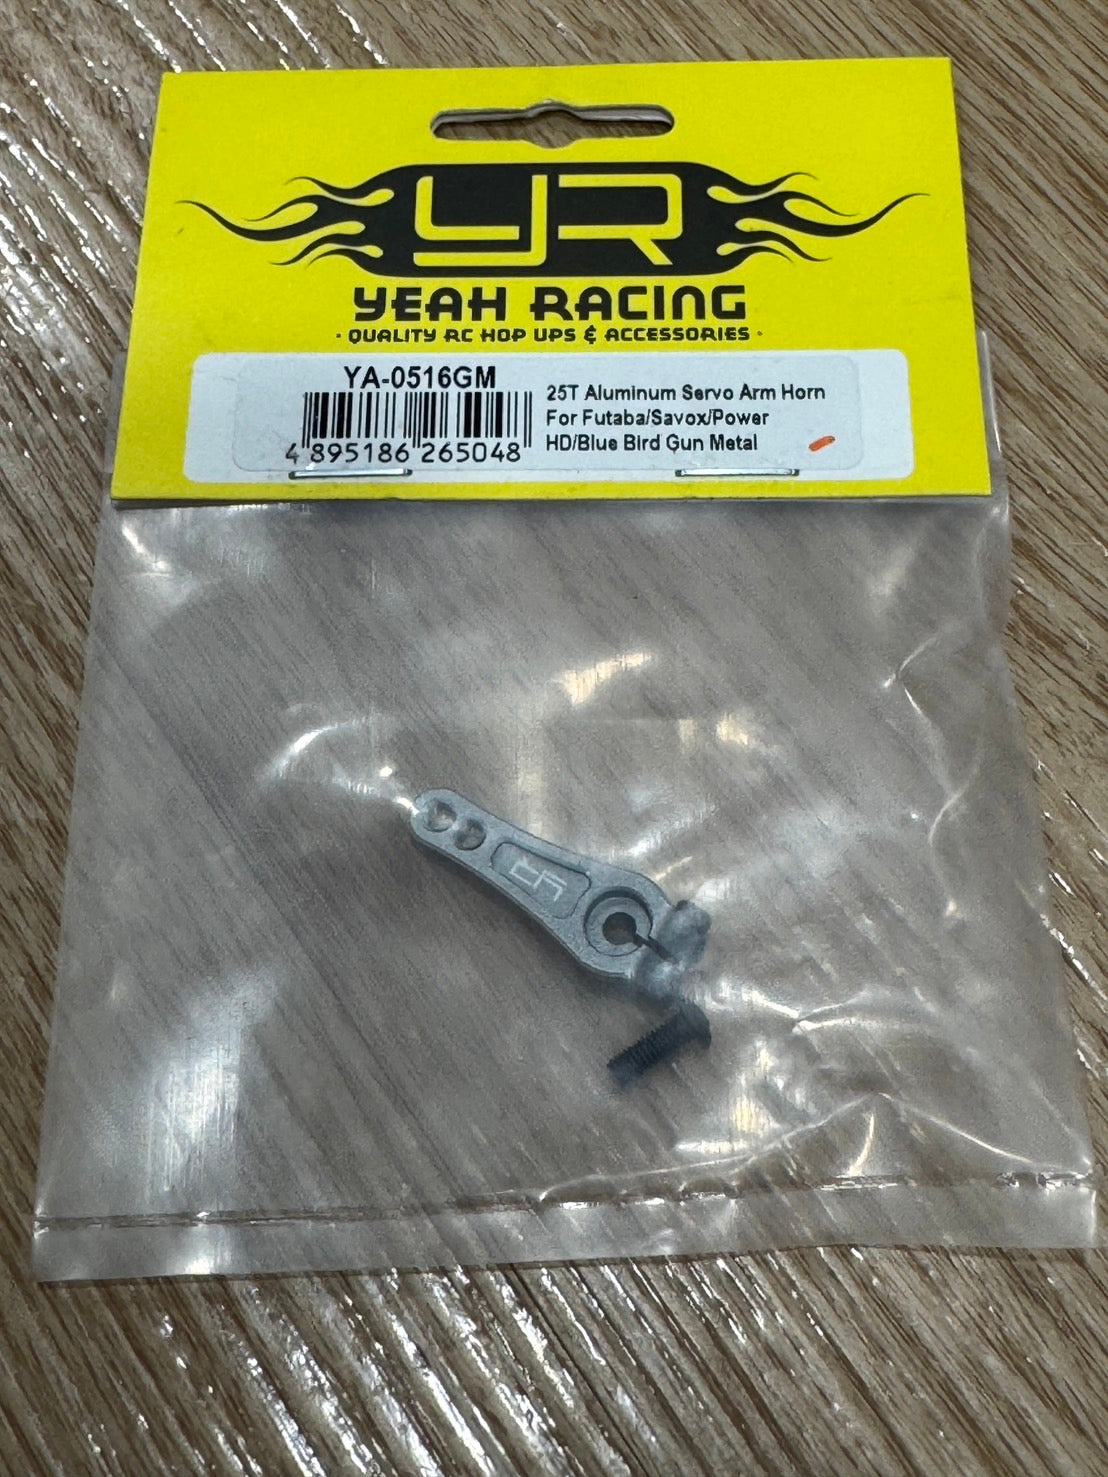 YR
YEAH RACING
· QUALITY RC HOP UPS & ACCESSORIES ·
YA-0516GM
4 895186 265048
25T Aluminum Servo Arm Horn
For Futaba/Savox/Power
HD/Blue Bird Gun Metal
YR